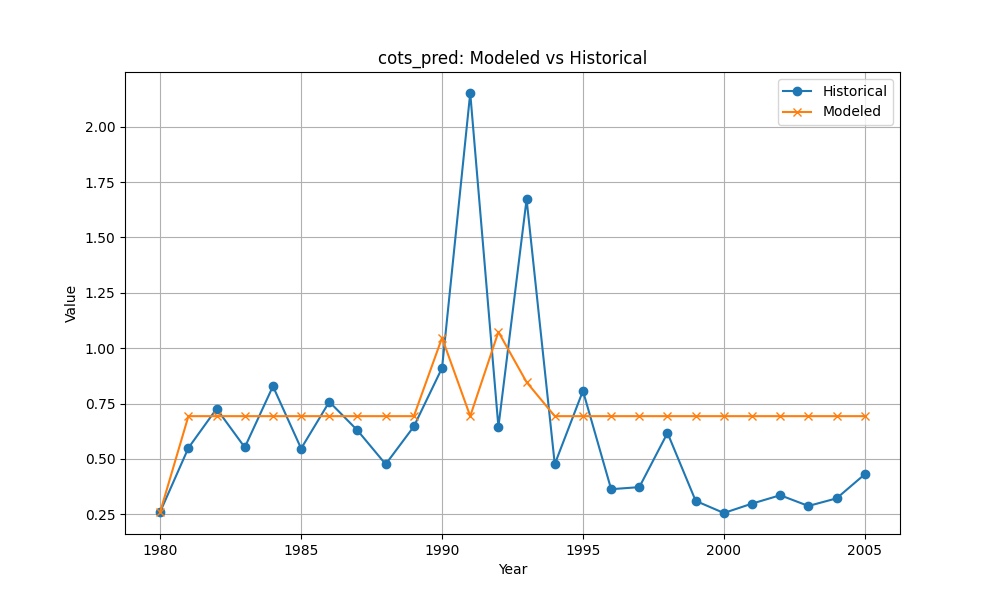 cots_pred: Modeled vs Historical
Historical
Modeled
Value
2.00
1.75
1.50
1.25
1.00
0.75
0.50
0.25
1980 1985 1990 1995 2000 2005
Year